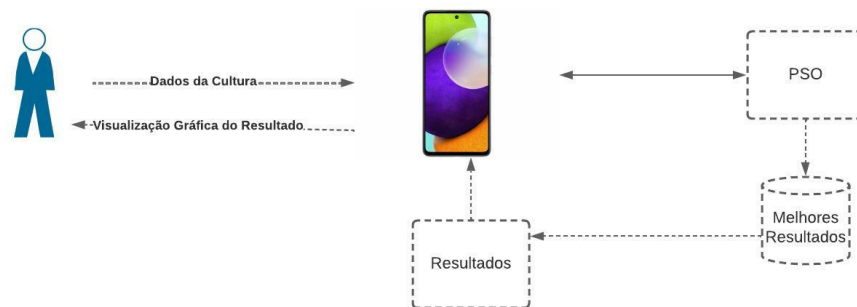 PSO
Dados da Cultura
Visualização Gráfica do Resultado
Melhores
Resultados
Resultados